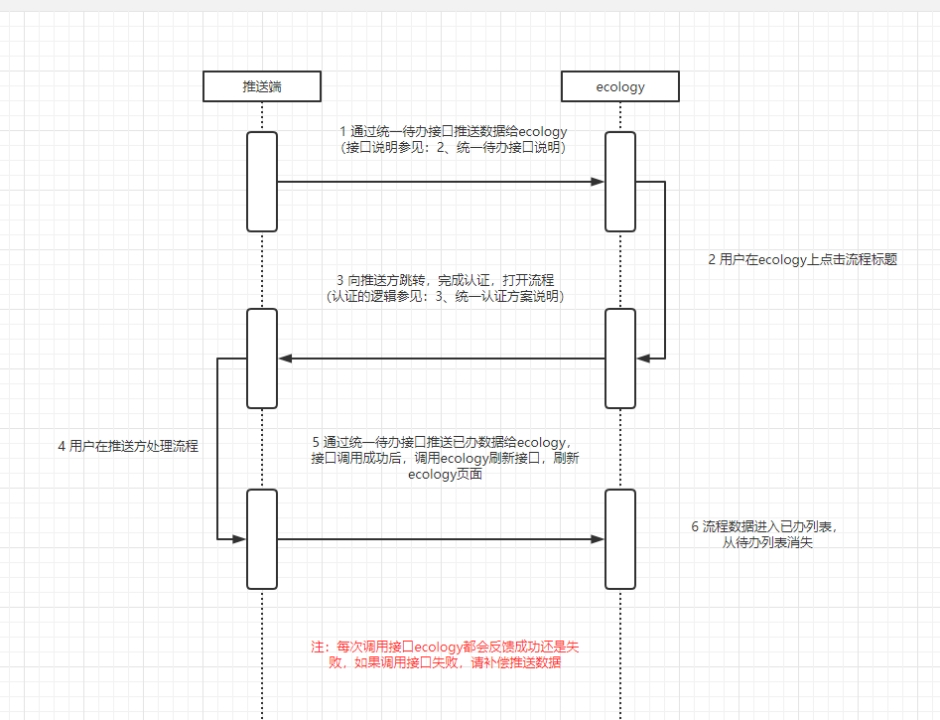 推送端
ecology
1 通过统一待办接口推送数据给ecology
（接口说明参见：2、统一待办接口说明）
2 用户在ecology上点击流程标题
3 向推送方跳转，完成认证，打开流程
（认证的逻辑参见：3、统一认证方案说明）
4 用户在推送方处理流程
5 通过统一待办接口推送已办数据给ecology，
接口调用成功后，调用ecology刷新接口，刷新
ecology页面
6 流程数据进入已办列表，
从待办列表消失
注：每次调用接口ecology都会反馈成功还是失
败，如果调用接口失败，请补偿推送数据